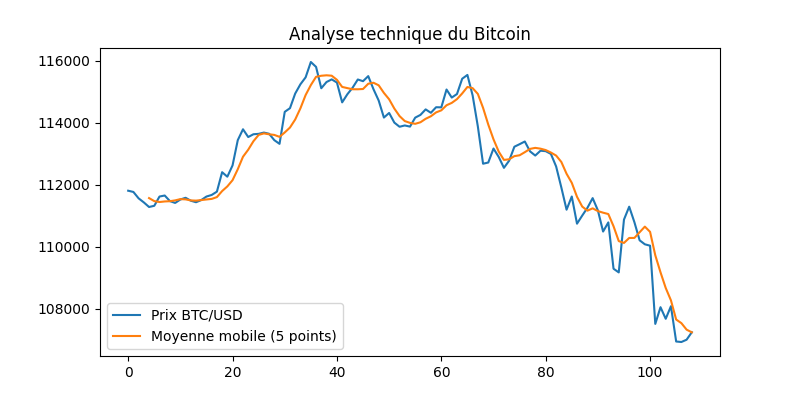 Analyse technique du Bitcoin
116000
114000
112000
110000
108000
Prix BTC/USD
Moyenne mobile (5 points)
0 20 40 60 80 100